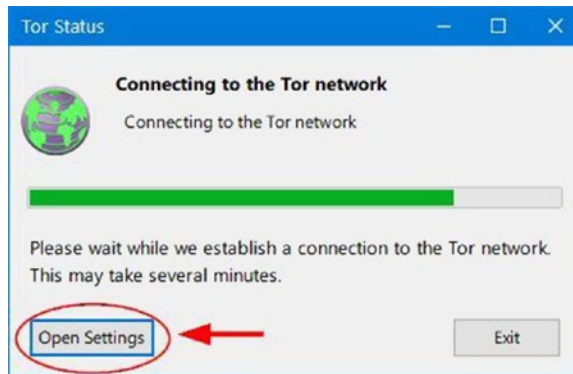 Tor Status
Connecting to the Tor network
Connecting to the Tor network
Please wait while we establish a connection to the Tor network.
This may take several minutes.
Open Settings
Exit